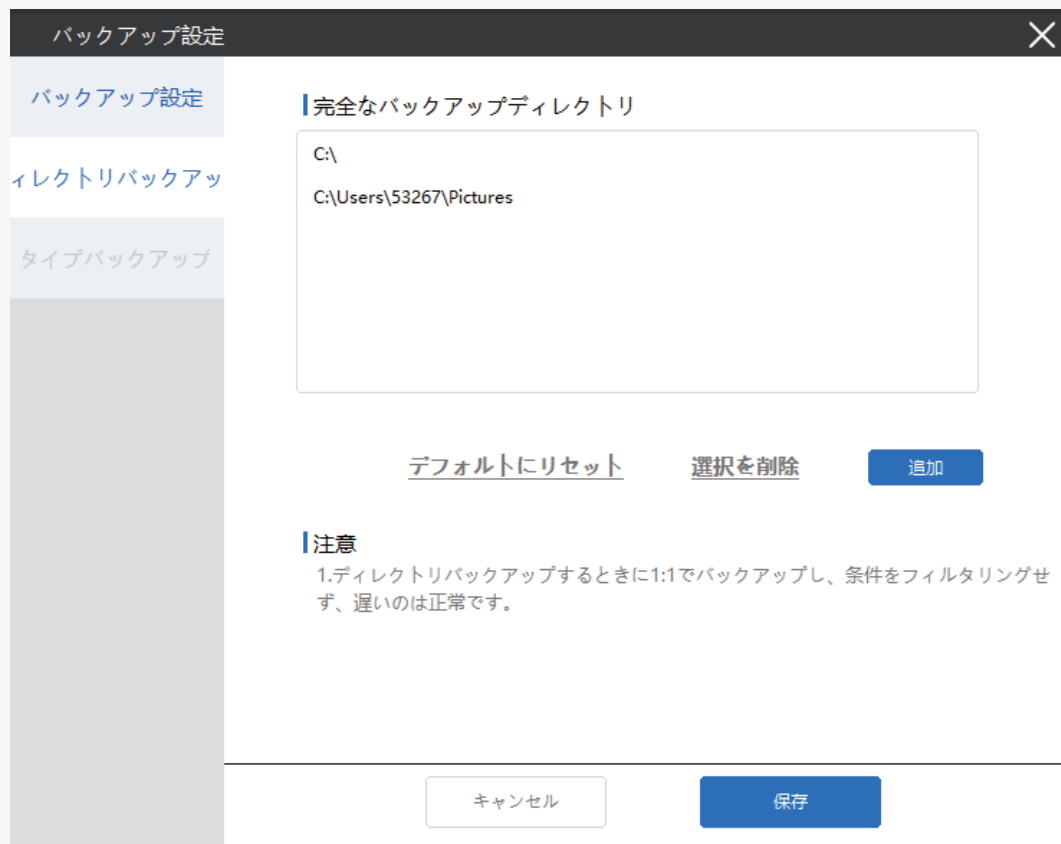 バックアップ設定
バックアップ設定
ィレクトリバックアッ
タイプバックアップ
完全なバックアップディレクトリ
C:\
C:\Users\53267\Pictures
デフォルトにリセット
選択を削除
追加
注意
1.ディレクトリバックアップするときに1:1でバックアップし、条件をフィルタリングせ
ず、遅いのは正常です。
キャンセル
保存